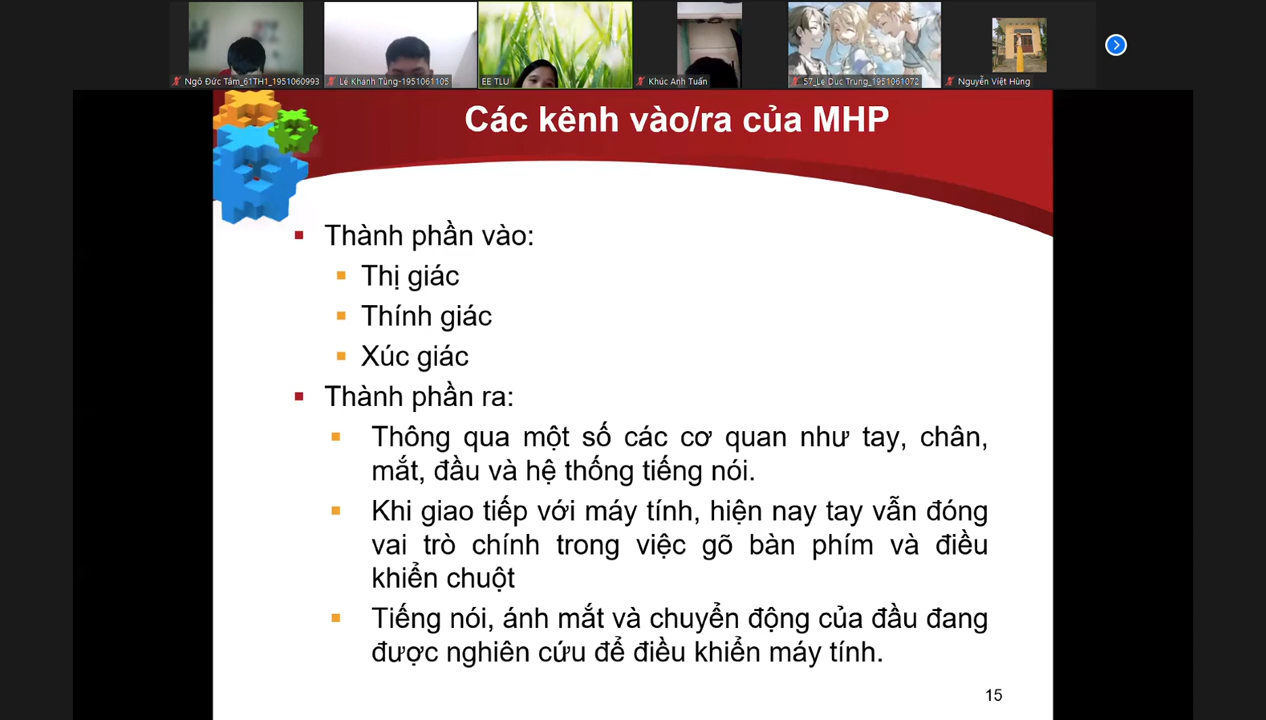 Ngô Đức Tâm_61TH1_1951060993
Lê Khánh Tùng-1951061105
EE TLU
Khúc Anh Tuấn
57_Le Duc Trung_1951061072
Nguyễn Việt Hùng
Các kênh vào/ra của MHP
Thành phần vào:
Thị giác
Thính giác
Xúc giác
Thành phần ra:
Thông qua một số các cơ quan như tay, chân,
mắt, đầu và hệ thống tiếng nói.
Khi giao tiếp với máy tính, hiện nay tay vẫn đóng
vai trò chính trong việc gõ bàn phím và điều
khiển chuột
Tiếng nói, ánh mắt và chuyển động của đầu đang
được nghiên cứu để điều khiển máy tính.
15